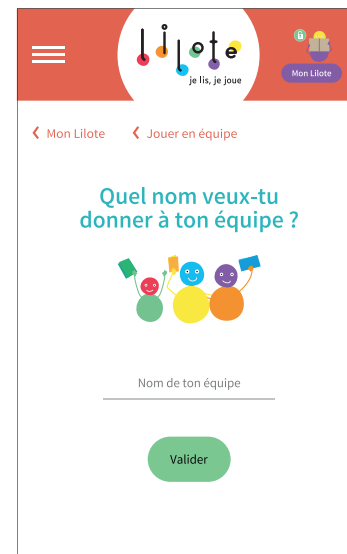 lilote
je lis, je joue
Mon Lilote
Mon Lilote
Jouer en équipe
Quel nom veux-tu
donner à ton équipe ?
Nom de ton équipe
Valider